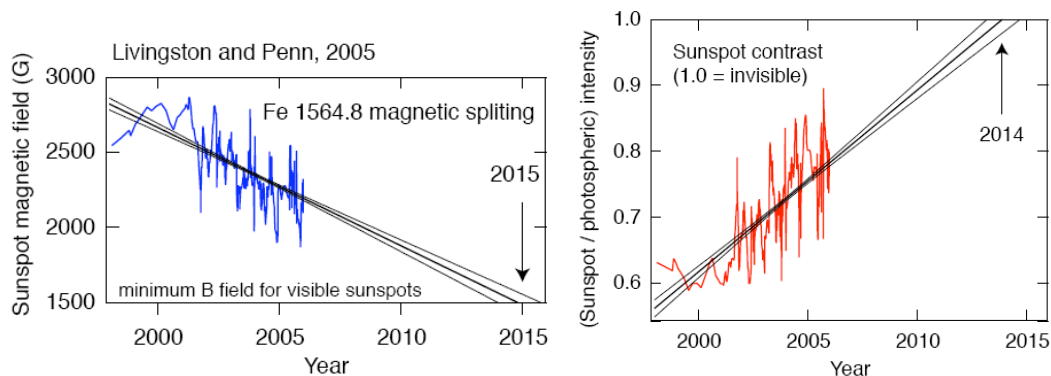 Livingston and Penn, 2005
Sunspot magnetic field (G)
3000
2500
2000
1500
Fe 1564.8 magnetic spliting
2015
minimum B field for visible sunspots
2000
2005
2010
2015
Year
(Sunspot / photospheric) intensity
1.0
0.9
0.8
0.7
0.6
Sunspot contrast
(1.0 = invisible)
2014
2000
2005
2010
2015
Year